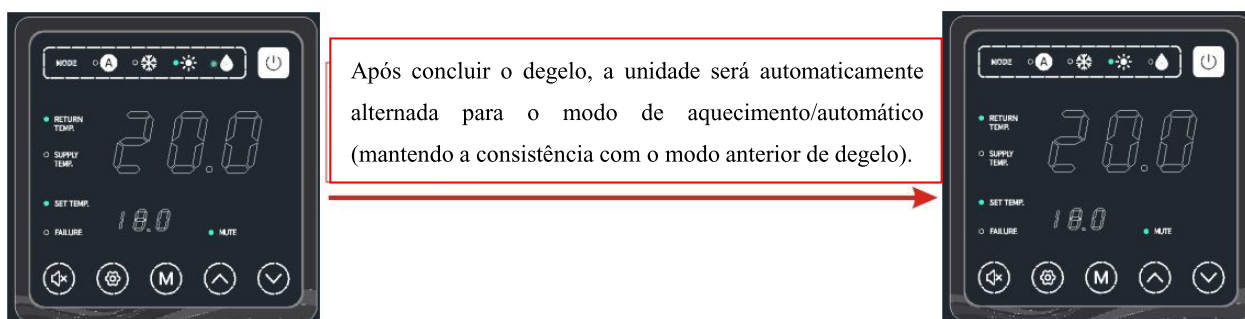 MODE A
RETURN TEMP.
20.0
SUPPLY TEMP.
SET TEMP.
18.0
FAILURE
MUTE
M
Após concluir o degelo, a unidade será automaticamente
alternada para o modo de aquecimento/automático
(mantendo a consistência com o modo anterior de degelo).
MODE A
RETURN TEMP.
20.0
SUPPLY TEMP.
SET TEMP.
18.0
FAILURE
MUTE
M